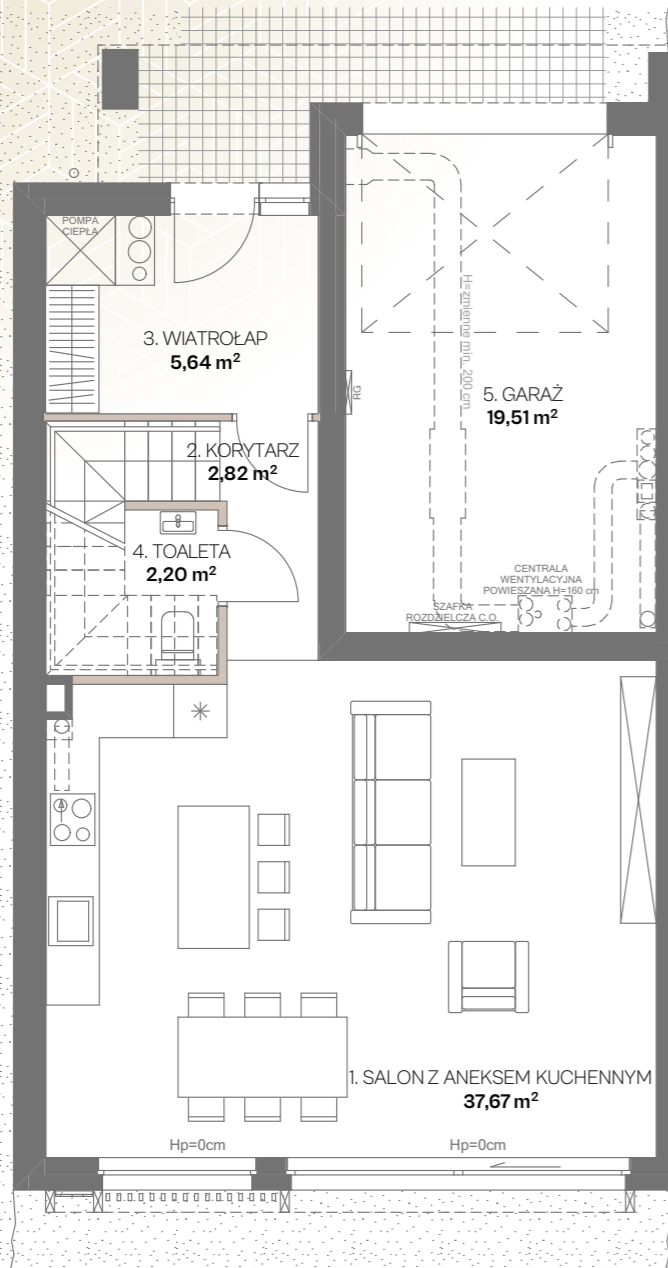 POMPA
CIEPŁA
3. WIATROŁAP
5,64 m²
H=zmienne min. 200 cm
RG
5. GARAŻ
19,51 m²
2. KORYTARZ
2,82 m²
4. TOALETA
2,20 m²
CENTRALA
WENTYLACYJNA
POWIESZANA H=160 cm
SZAFKA
ROZDZIELCZA C.O.
1. SALON Z ANEKSEM KUCHENNYM
37,67 m²
Hp=0cm
Hp=0cm